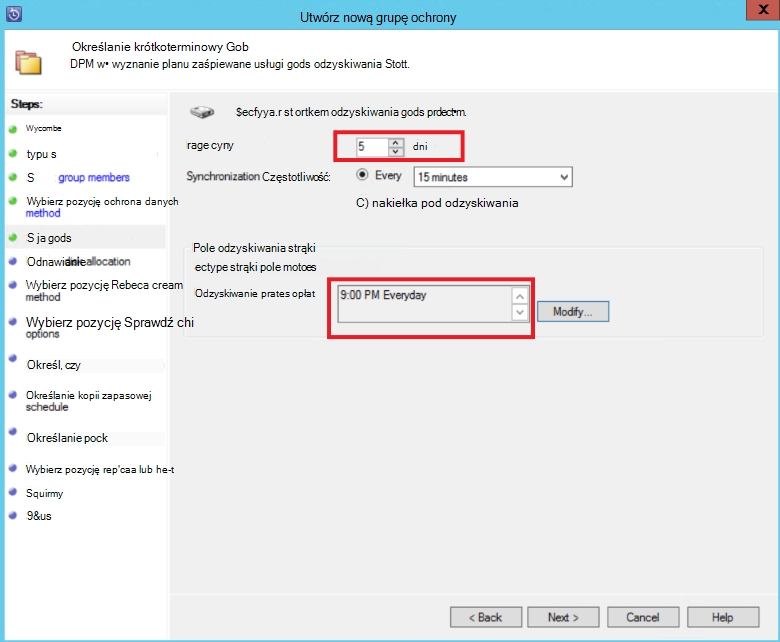 Utwórz nową grupę ochrony
X
Określanie krótkoterminowy Gob
DPM w• wyznanie planu zaśpiewane usługi gods odzyskiwania Stott.
Steps:
Wycombe
typu s
S group members
Wybierz pozycję ochrona danych
method
S ja gods
Odnawianie allocation
Wybierz pozycję Rebeca cream
method
Wybierz pozycję Sprawdź chi
options
Określ, czy
Określanie kopii zapasowej
schedule
Określanie pock
Wybierz pozycję rep'caa lub he-t
Squirmy
9&us
$ecfyya.r st ortkem odzyskiwania gods prdect•m.
rage cyny
5
dni
Synchronization Częstotliwość:
Every
15 minutes
C) nakiełka pod odzyskiwania
Pole odzyskiwania strąki
ectype strąki pole motoes
Odzyskiwanie prates opłat
9:00 PM Everyday
Modify...
< Back
Next >
Cancel
Help